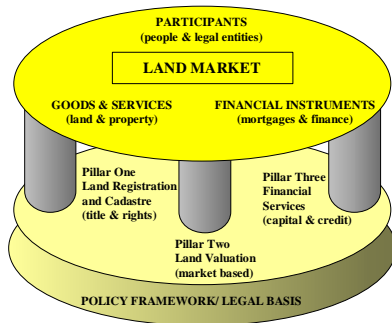 PARTICIPANTS
(people & legal entities)
LAND MARKET
GOODS & SERVICES
(land & property)
FINANCIAL INSTRUMENTS
(mortgages & finance)
Pillar One
Land Registration
and Cadastre
(title & rights)
Pillar Two
Land Valuation
(market based)
Pillar Three
Financial
Services
(capital & credit)
POLICY FRAMEWORK/ LEGAL BASIS